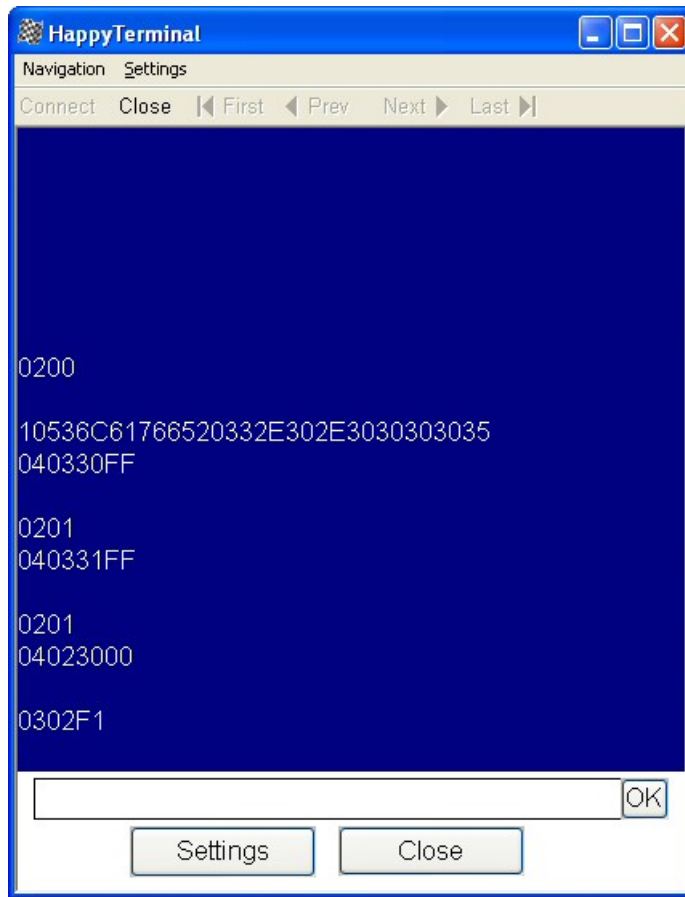 HappyTerminal
Navigation Settings
Connect Close First Prev Next Last
0200
10536C61766520332E302E3030303035
040330FF
0201
040331FF
0201
04023000
0302F1
OK
Settings Close